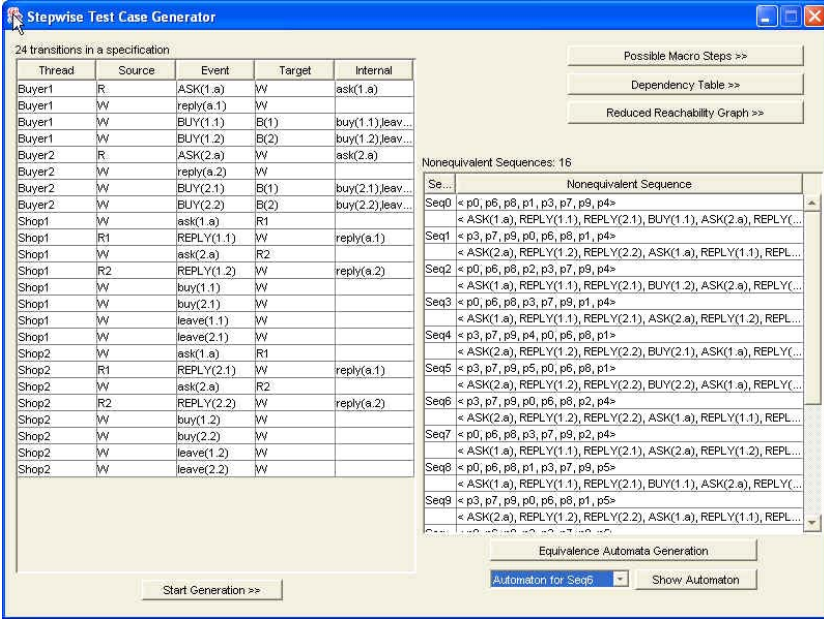 Stepwise Test Case Generator
24 transitions in a specification
Thread Source Event Target Internal
Buyer1 R ASK(1.a) W ask(1.a)
Buyer1 W reply(a.1) W
Buyer1 W BUY(1.1) B(1) buy(1.1),leav...
Buyer1 W BUY(1.2) B(2) buy(1.2),leav...
Buyer2 R ASK(2.a) W ask(2.a)
Buyer2 W reply(a.2) W
Buyer2 W BUY(2.1) B(1) buy(2.1),leav...
Buyer2 W BUY(2.2) B(2) buy(2.2),leav...
Shop1 W ask(1.a) R1
Shop1 R1 REPLY(1.1) W reply(a.1)
Shop1 W ask(2.a) R2
Shop1 R2 REPLY(1.2) W reply(a.2)
Shop1 W buy(1.1) W
Shop1 W buy(2.1) W
Shop1 W leave(1.1) W
Shop1 W leave(2.1) W
Shop2 W ask(1.a) R1
Shop2 R1 REPLY(2.1) W reply(a.1)
Shop2 W ask(2.a) R2
Shop2 R2 REPLY(2.2) W reply(a.2)
Shop2 W buy(1.2) W
Shop2 W buy(2.2) W
Shop2 W leave(1.2) W
Shop2 W leave(2.2) W
Start Generation >>
Possible Macro Steps >>
Dependency Table >>
Reduced Reachability Graph >>
Nonequivalent Sequences: 16
Se... Nonequivalent Sequence
Seq0 < p0, p6, p8, p1, p3, p7, p9, p4>
< ASK(1.a), REPLY(1.1), REPLY(2.1), BUY(1.1), ASK(2.a), REPLY(...
Seq1 < p3, p7, p9, p0, p6, p8, p1, p4>
< ASK(2.a), REPLY(1.2), REPLY(2.2), ASK(1.a), REPLY(1.1), REPL...
Seq2 < p0, p6, p8, p2, p3, p7, p9, p4>
< ASK(1.a), REPLY(1.1), REPLY(2.1), BUY(1.2), ASK(2.a), REPLY(...
Seq3 < p0, p6, p8, p3, p7, p9, p1, p4>
< ASK(1.a), REPLY(1.1), REPLY(2.1), ASK(2.a), REPLY(1.2), REPL...
Seq4 < p3, p7, p9, p4, p0, p6, p8, p1>
< ASK(2.a), REPLY(1.2), REPLY(2.2), BUY(2.1), ASK(1.a), REPLY(...
Seq5 < p3, p7, p9, p5, p0, p6, p8, p1>
< ASK(2.a), REPLY(1.2), REPLY(2.2), BUY(2.2), ASK(1.a), REPLY(...
Seq6 < p3, p7, p9, p0, p6, p8, p2, p4>
< ASK(2.a), REPLY(1.2), REPLY(2.2), ASK(1.a), REPLY(1.1), REPL...
Seq7 < p0, p6, p8, p3, p7, p9, p2, p4>
< ASK(1.a), REPLY(1.1), REPLY(2.1), ASK(2.a), REPLY(1.2), REPL...
Seq8 < p0, p6, p8, p1, p3, p7, p9, p5>
< ASK(1.a), REPLY(1.1), REPLY(2.1), BUY(1.1), ASK(2.a), REPLY(...
Seq9 < p3, p7, p9, p0, p6, p8, p1, p5>
< ASK(2.a), REPLY(1.2), REPLY(2.2), ASK(1.a), REPLY(1.1), REPL...
Equivalence Automata Generation
Automaton for Seq6 Show Automaton